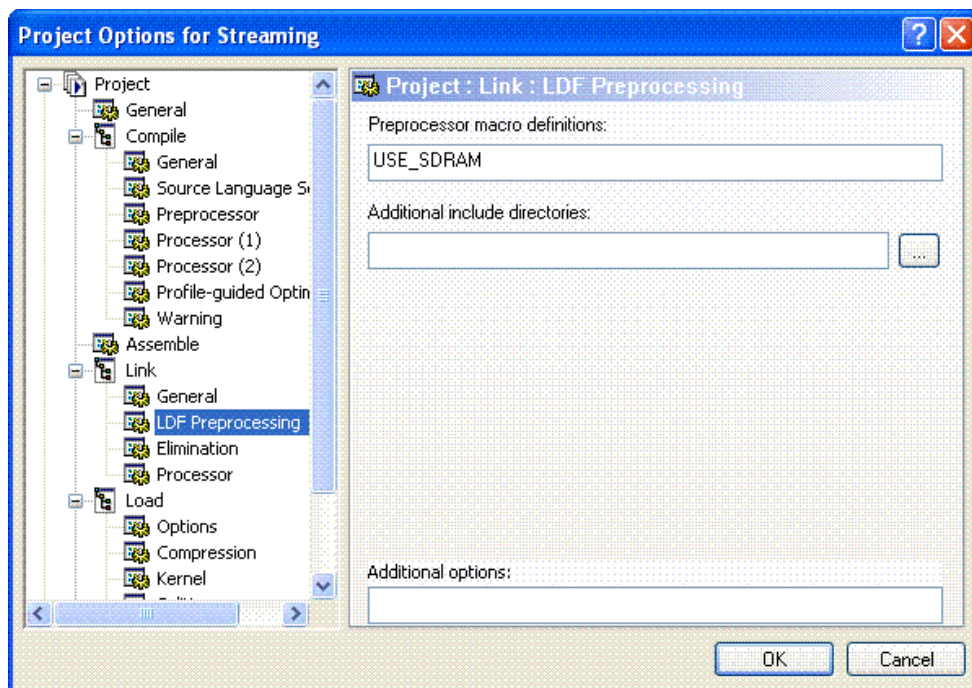 Project Options for Streaming
Project
General
Compile
General
Source Language S
Preprocessor
Processor (1)
Processor (2)
Profile-guided Optin
Warning
Assemble
Link
General
LDF Preprocessing
Elimination
Processor
Load
Options
Compression
Kernel
Project : Link : LDF Preprocessing
Preprocessor macro definitions:
USE_SDRAM
Additional include directories:
...
Additional options:
OK
Cancel